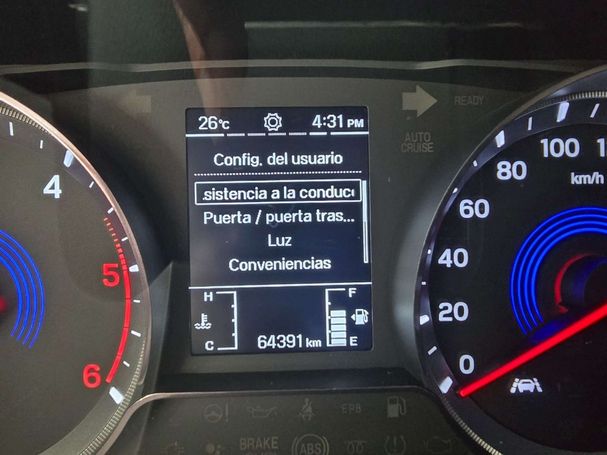 26°C 4:31 PM
READY
AUTO
CRUISE
Config. del usuario
.sistencia a la conduc
Puerta / puerta tras...
Luz
Conveniencias
H F
C E
64391 km
4
5
6
100
80
60
40
20
0
km/h
EPB
BRAKE
ABS